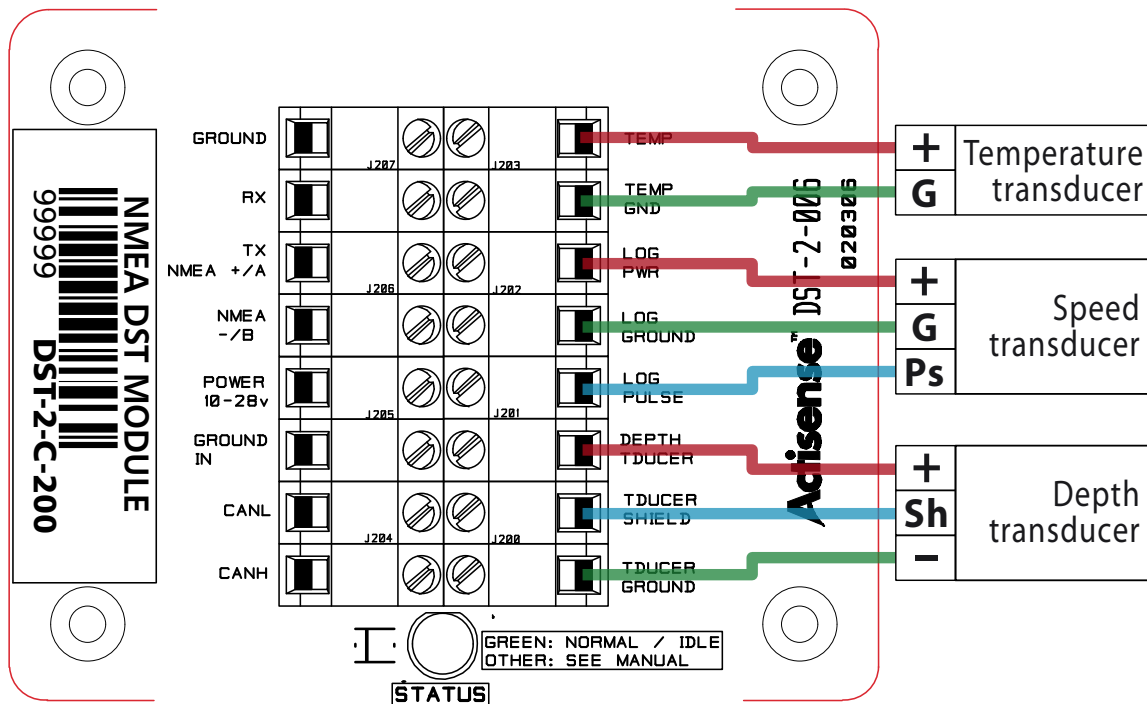 NMEA DST MODULE
99999
DST-2-C-200
GROUND
RX
TX
NMEA +/A
NMEA
-/B
POWER
10-28v
GROUND
IN
CANL
CANH
J207
J203
J206
J202
J205
J201
J204
J200
TEMP
TEMP
GND
LOG
PWR
LOG
GROUND
LOG
PULSE
DEPTH
TDUCER
TDUCER
SHIELD
TDUCER
GROUND
Actisense™ DST-2-006
020306
+
G
Temperature
transducer
+
G
Ps
Speed
transducer
+
Sh
-
Depth
transducer
GREEN: NORMAL / IDLE
OTHER: SEE MANUAL
STATUS